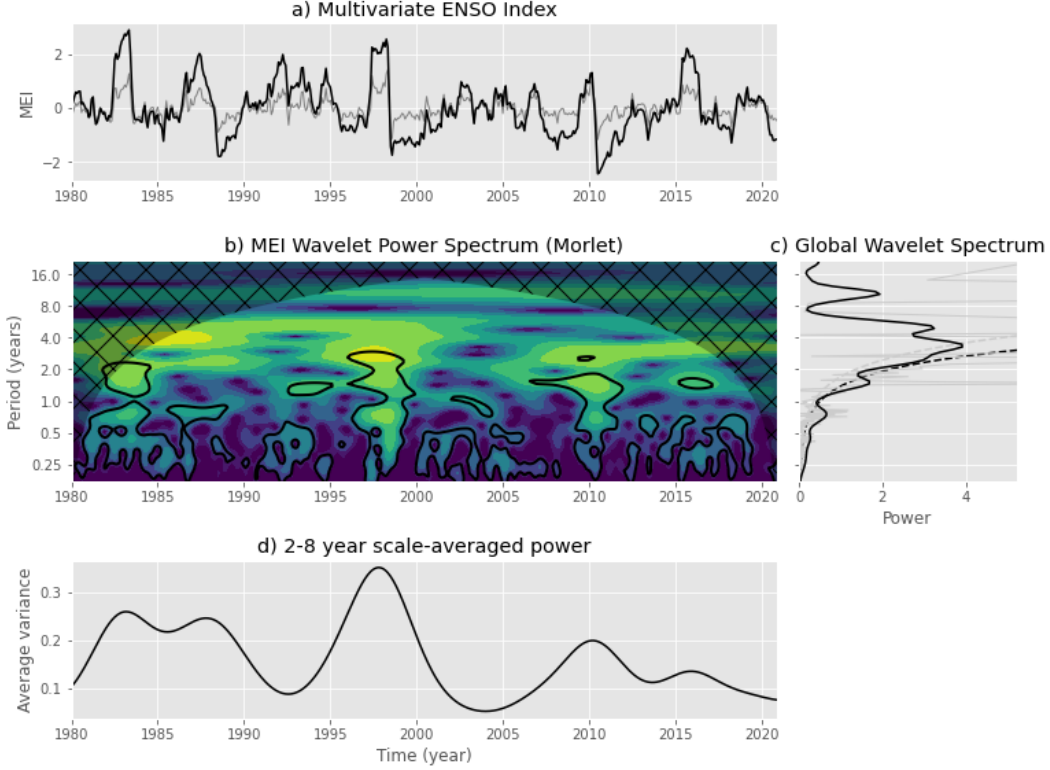 a) Multivariate ENSO Index
MEI
2
0
−2
1980 1985 1990 1995 2000 2005 2010 2015 2020
b) MEI Wavelet Power Spectrum (Morlet)
Period (years)
16.0
8.0
4.0
2.0
1.0
0.5
0.25
1980 1985 1990 1995 2000 2005 2010 2015 2020
c) Global Wavelet Spectrum
0 2 4
Power
d) 2-8 year scale-averaged power
Average variance
0.3
0.2
0.1
1980 1985 1990 1995 2000 2005 2010 2015 2020
Time (year)